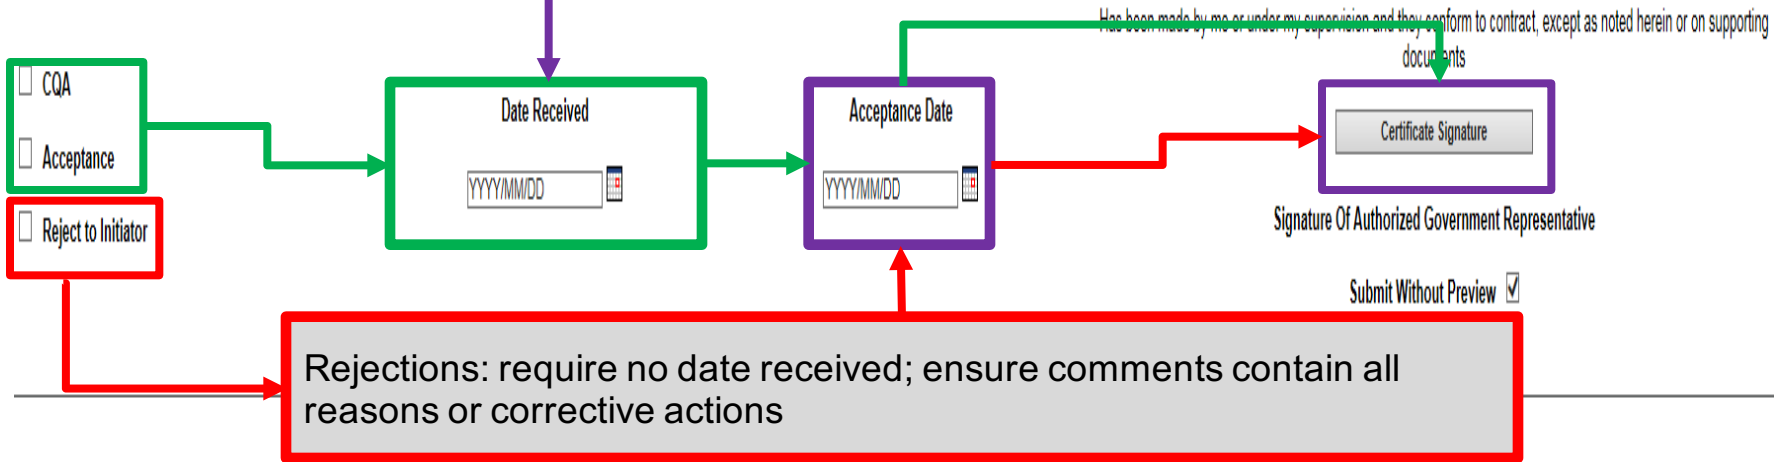 Has been made by me or under my supervision and they conform to contract, except as noted herein or on supporting
documents
CQA
Acceptance
Reject to Initiator
Date Received
YYYY/MM/DD
Acceptance Date
YYYY/MM/DD
Certificate Signature
Signature Of Authorized Government Representative
Submit Without Preview
Rejections: require no date received; ensure comments contain all
reasons or corrective actions